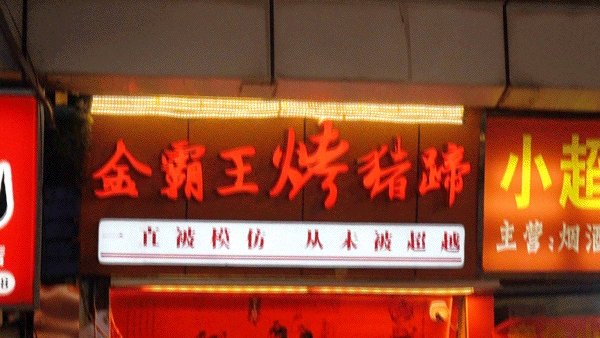 金霸王烤猪蹄
直被模仿 从未被超越
小超
主营:烟酒